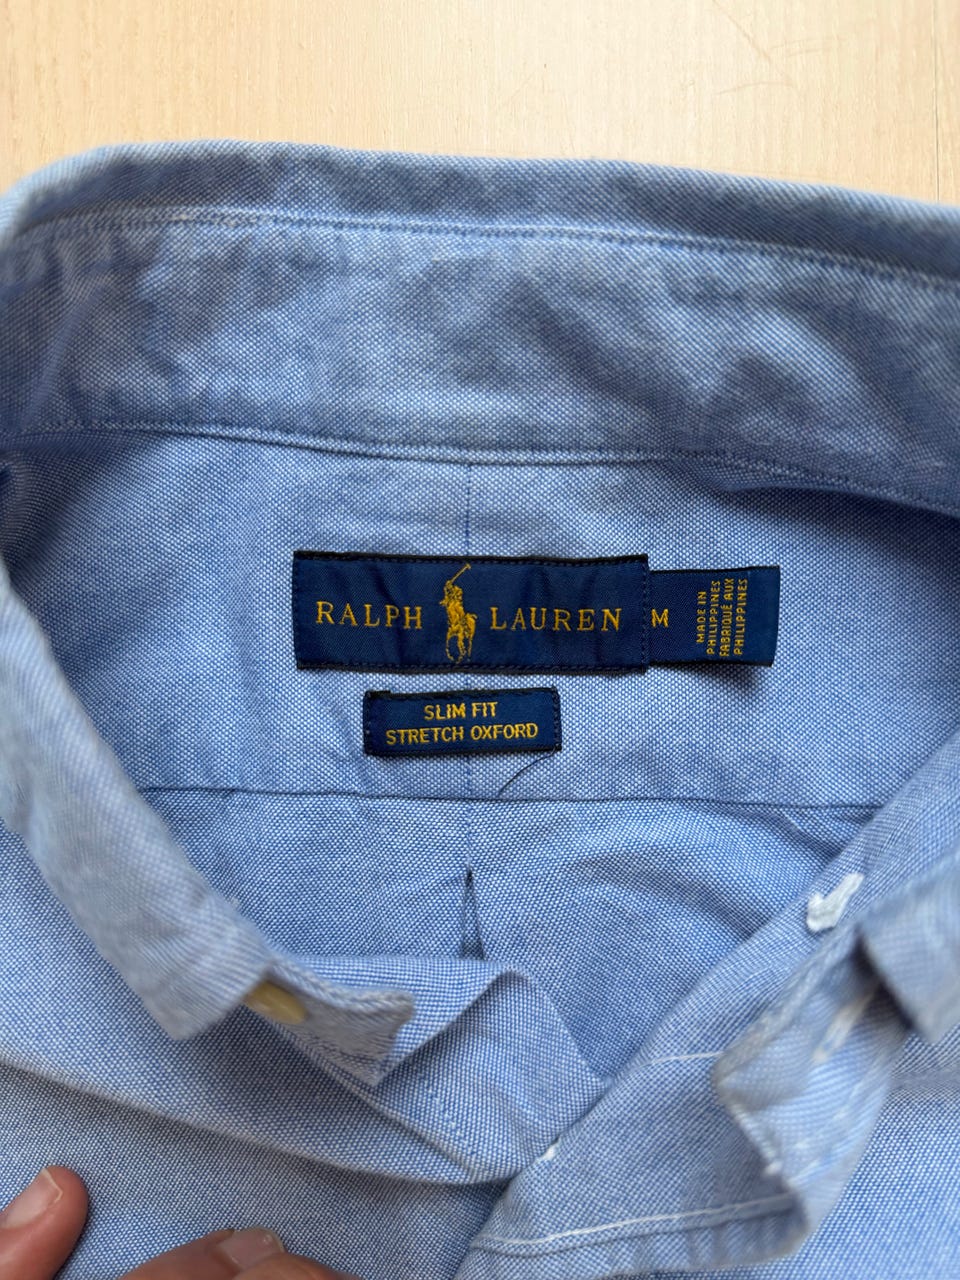 RALPH LAUREN
M
MADE IN
PHILIPPINES
FABRIQUÉ AUX
PHILIPPINES
SLIM FIT
STRETCH OXFORD